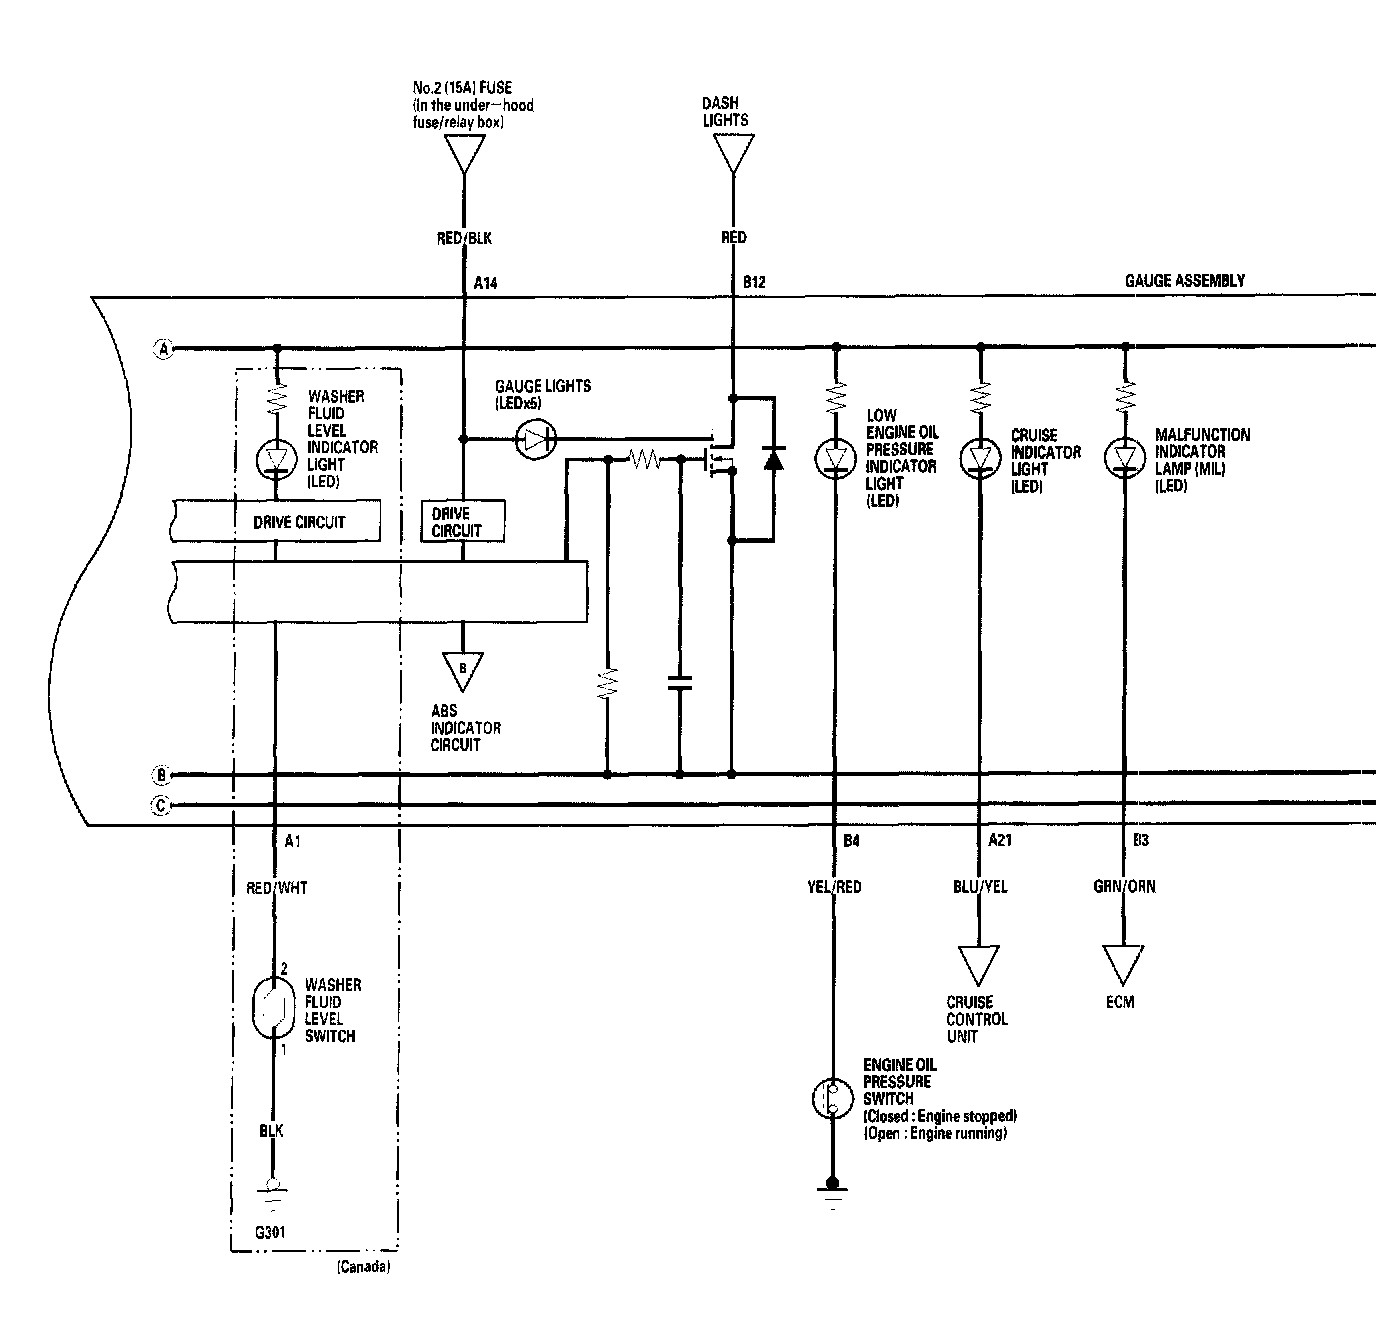 No.2 (15A) FUSE
(In the under-hood
fuse/relay box)
DASH
LIGHTS
RED/BLK
RED
A14
B12
GAUGE ASSEMBLY
A
WASHER
FLUID
LEVEL
INDICATOR
LIGHT
(LED)
GAUGE LIGHTS
(LEDx5)
LOW
ENGINE OIL
PRESSURE
INDICATOR
LIGHT
(LED)
CRUISE
INDICATOR
LIGHT
(LED)
MALFUNCTION
INDICATOR
LAMP (MIL)
(LED)
DRIVE CIRCUIT
DRIVE
CIRCUIT
B
ABS
INDICATOR
CIRCUIT
B
C
A1
B4
A21
B3
RED/WHT
YEL/RED
BLU/YEL
GRN/ORN
2
WASHER
FLUID
LEVEL
SWITCH
1
CRUISE
CONTROL
UNIT
ECM
ENGINE OIL
PRESSURE
SWITCH
(Closed : Engine stopped)
(Open : Engine running)
BLK
G301
(Canada)